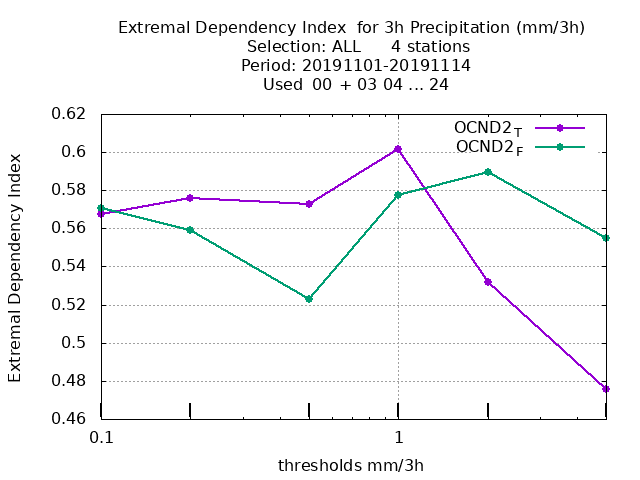 Extremal Dependency Index  for 3h Precipitation (mm/3h)
Selection: ALL      4 stations
Period: 20191101-20191114
Used  00  + 03 04 ... 24
OCND2_T
OCND2_F
Extremal Dependency Index
0.62
0.6
0.58
0.56
0.54
0.52
0.5
0.48
0.46
0.1
1
thresholds mm/3h